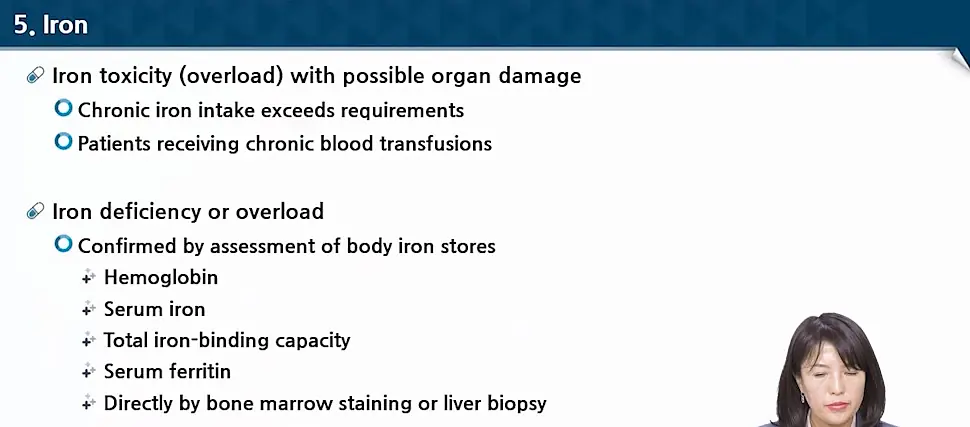 5. Iron
Iron toxicity (overload) with possible organ damage
Chronic iron intake exceeds requirements
Patients receiving chronic blood transfusions
Iron deficiency or overload
Confirmed by assessment of body iron stores
Hemoglobin
Serum iron
Total iron-binding capacity
Serum ferritin
Directly by bone marrow staining or liver biopsy